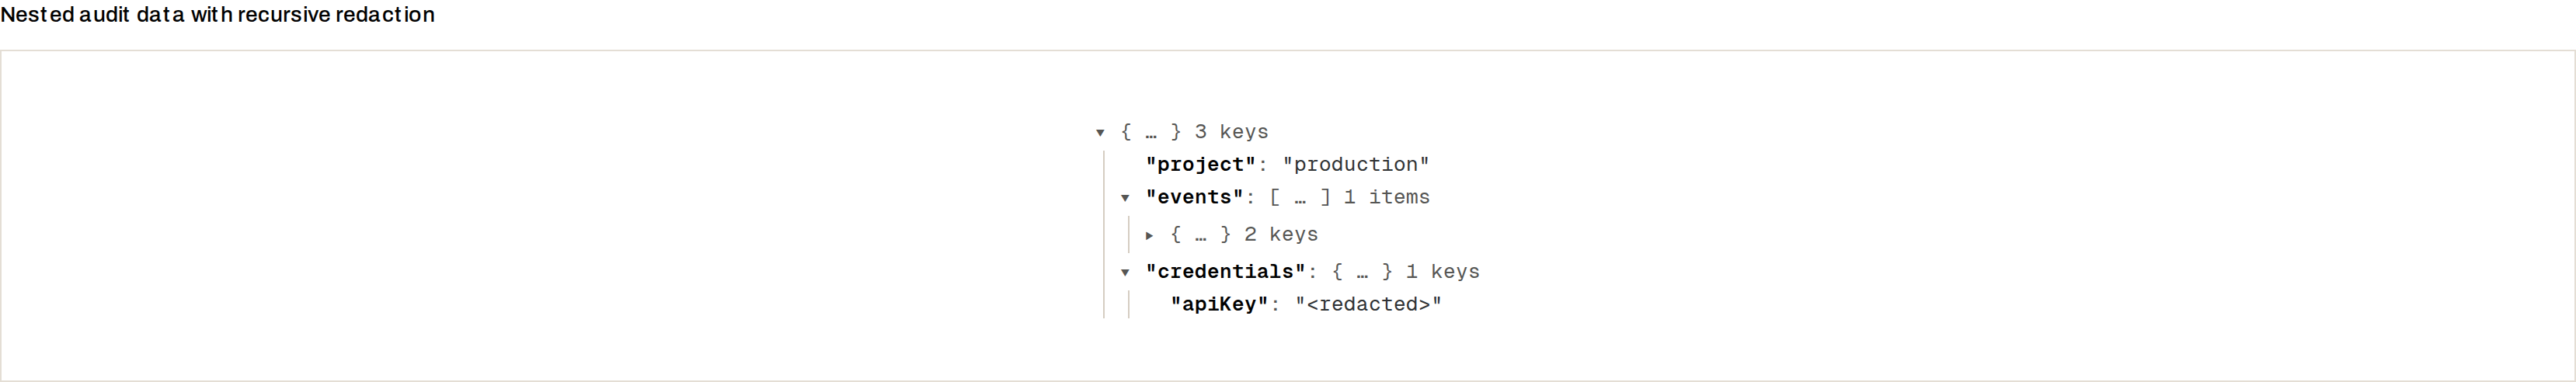 Nested audit data with recursive redaction
▾ { … } 3 keys
"project": "production"
▾ "events": [ … ] 1 items
▸ { … } 2 keys
▾ "credentials": { … } 1 keys
"apiKey": "<redacted>"